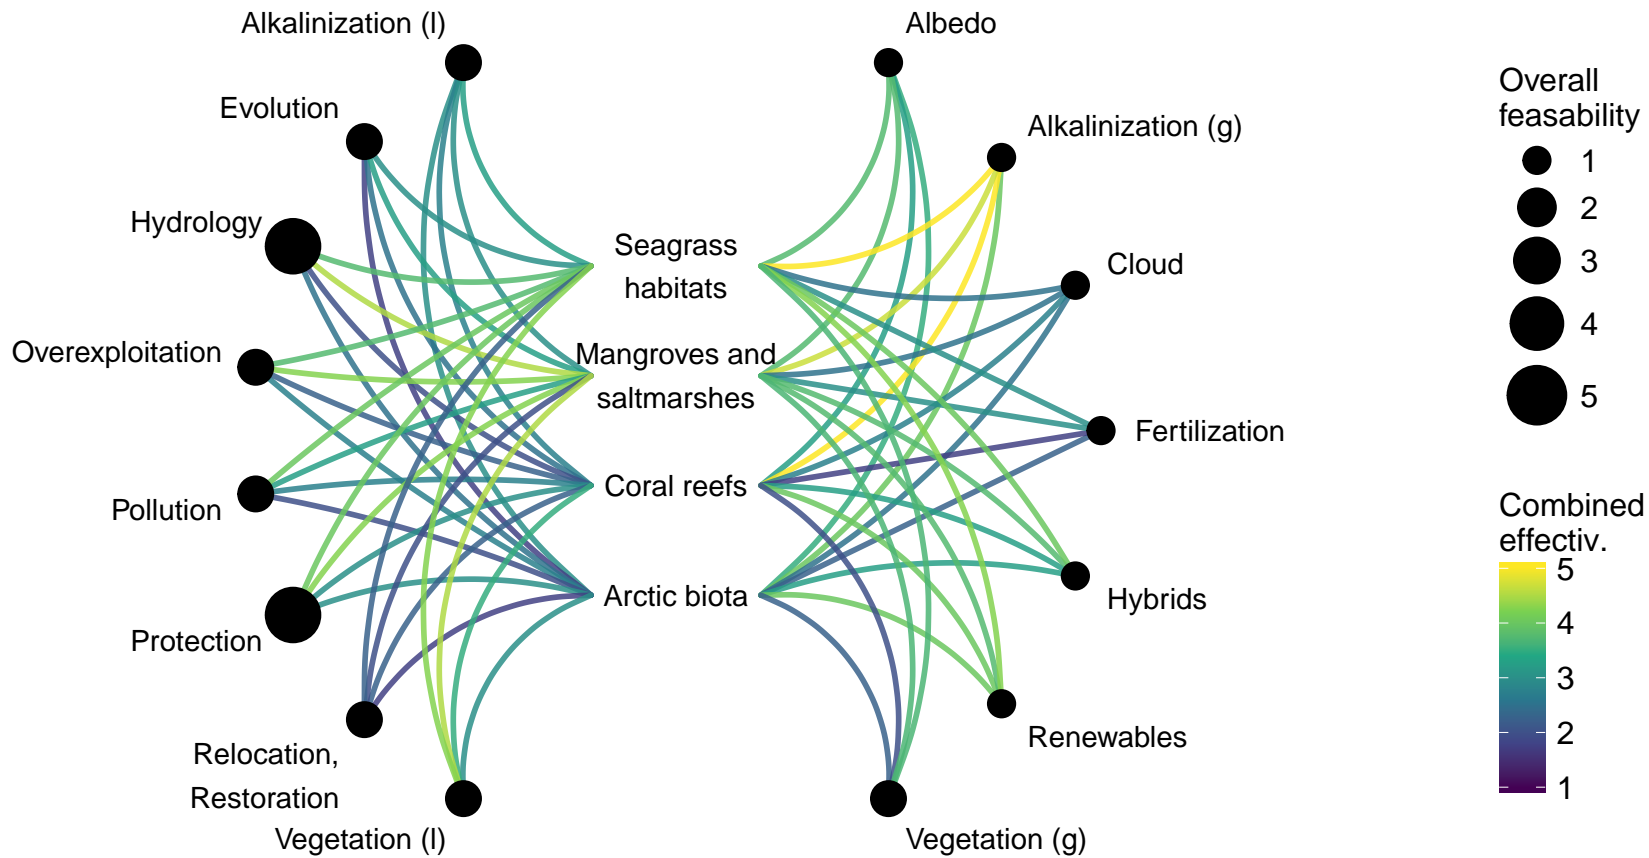 Alkalinization (l)
Evolution
Hydrology
Overexploitation
Pollution
Protection
Relocation,
Restoration
Vegetation (l)
Seagrass
habitats
Mangroves and
saltmarshes
Coral reefs
Arctic biota
Albedo
Alkalinization (g)
Cloud
Fertilization
Hybrids
Renewables
Vegetation (g)
Overall
feasability
1
2
3
4
5
Combined
effectiv.
5
4
3
2
1